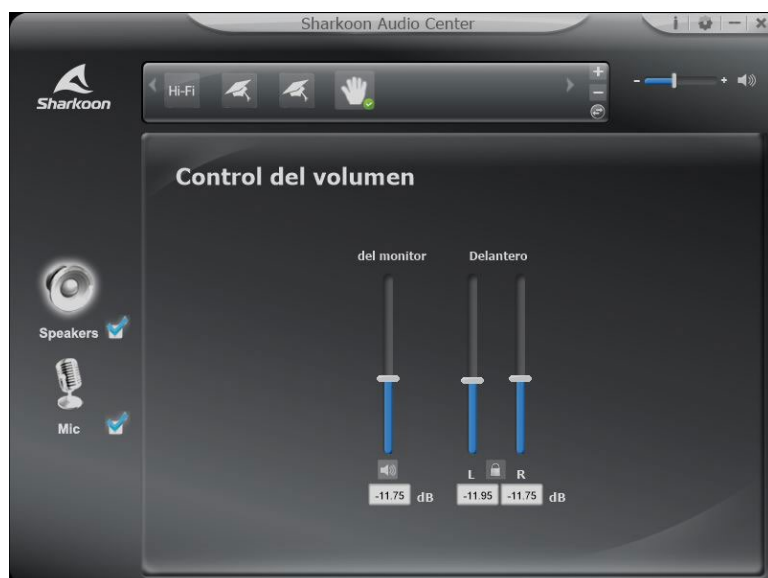 Sharkoon Audio Center
Sharkoon
Hi-Fi
- +
Control del volumen
del monitor Delantero
Speakers
Mic
L R
-11.75 dB -11.95 -11.75 dB